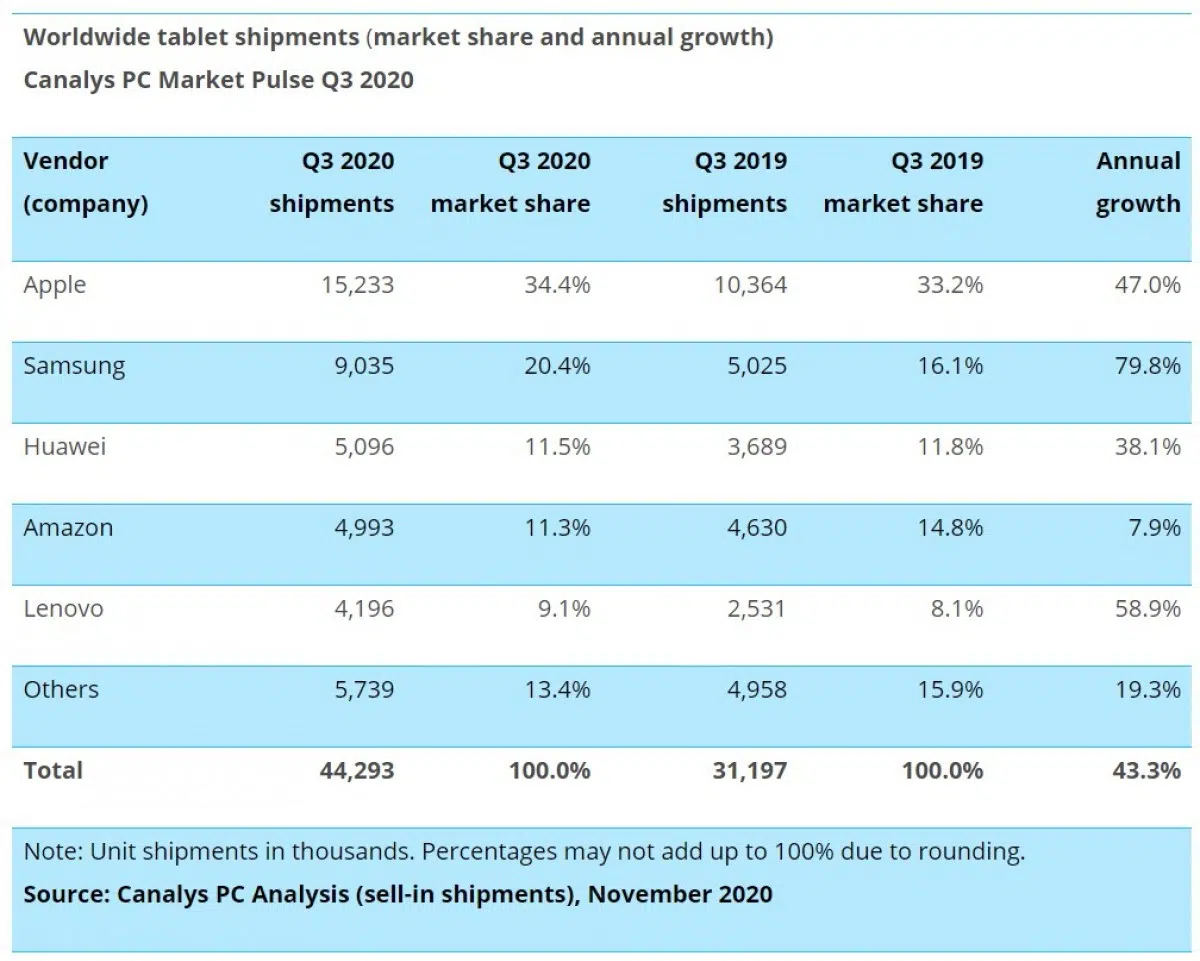 Worldwide tablet shipments (market share and annual growth)
Canalys PC Market Pulse Q3 2020
Vendor Q3 2020 Q3 2020 Q3 2019 Q3 2019 Annual
(company) shipments market share shipments market share growth
Apple 15,233 34.4% 10,364 33.2% 47.0%
Samsung 9,035 20.4% 5,025 16.1% 79.8%
Huawei 5,096 11.5% 3,689 11.8% 38.1%
Amazon 4,993 11.3% 4,630 14.8% 7.9%
Lenovo 4,196 9.1% 2,531 8.1% 58.9%
Others 5,739 13.4% 4,958 15.9% 19.3%
Total 44,293 100.0% 31,197 100.0% 43.3%
Note: Unit shipments in thousands. Percentages may not add up to 100% due to rounding.
Source: Canalys PC Analysis (sell-in shipments), November 2020